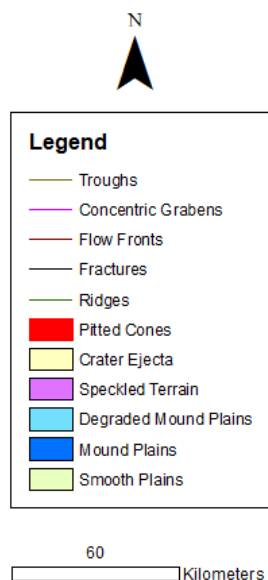 N
Legend
Troughs
Concentric Grabens
Flow Fronts
Fractures
Ridges
Pitted Cones
Crater Ejecta
Speckled Terrain
Degraded Mound Plains
Mound Plains
Smooth Plains
60
Kilometers